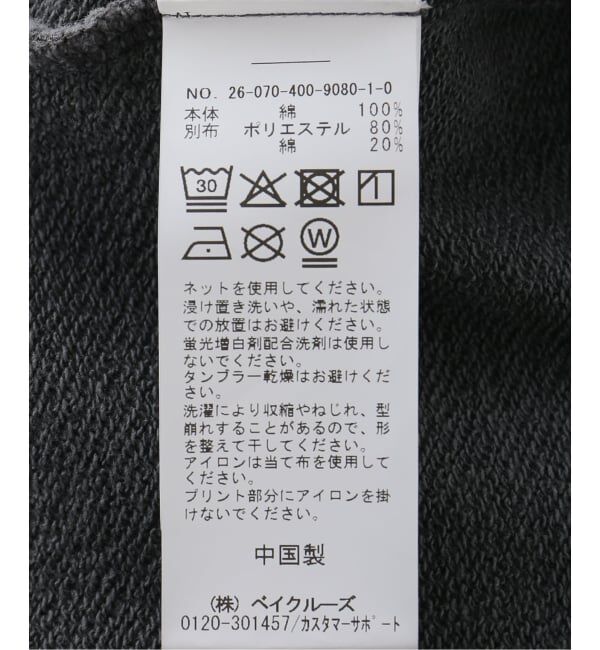 NO. 26-070-400-9080-1-0
本体 綿 100%
別布 ポリエステル 80%
綿 20%
30
W
ネットを使用してください。
浸け置き洗いや、濡れた状態
での放置はお避けください。
蛍光増白剤配合洗剤は使用し
ないでください。
タンブラー乾燥はお避けくだ
さい。
洗濯により収縮やねじれ、型
崩れすることがあるので、形
を整えて干してください。
アイロンは当て布を使用して
ください。
プリント部分にアイロンを掛
けないでください。
中国製
(株) ベイクルーズ
0120-301457/ｶｽﾀﾏｰｻﾎﾟｰﾄ